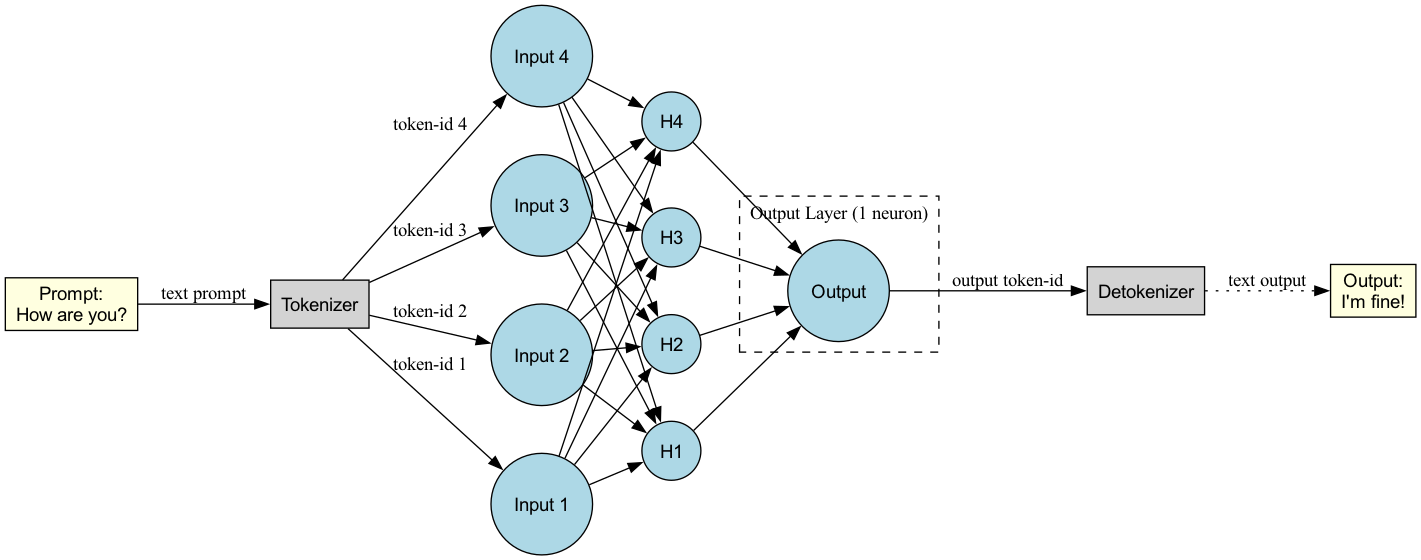 Prompt:
How are you?
text prompt
Tokenizer
token-id 4
token-id 3
token-id 2
token-id 1
Input 4
Input 3
Input 2
Input 1
H4
H3
H2
H1
Output Layer (1 neuron)
Output
output token-id
Detokenizer
text output
Output:
I'm fine!